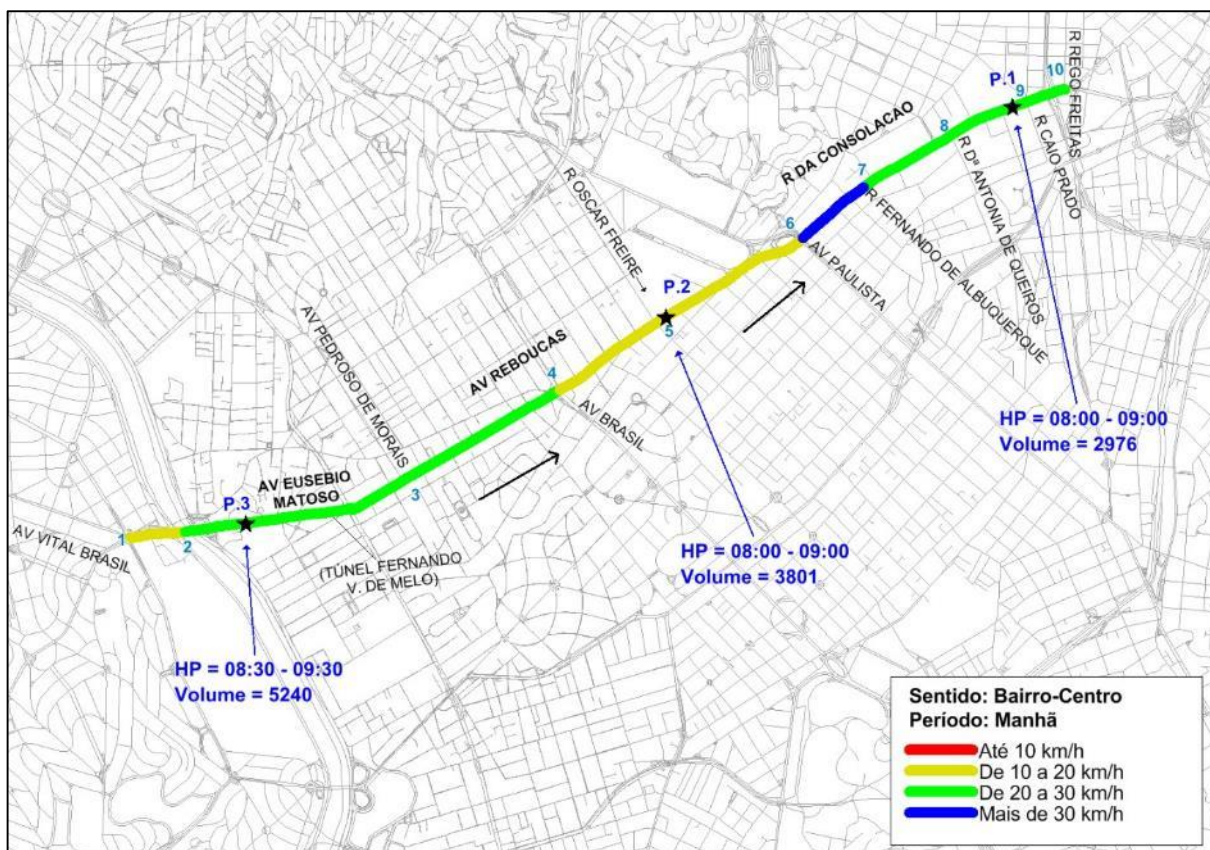 R REGO FREITAS
10
P.1
9
R CAIO PRADO
8
R Dª ANTONIA DE QUEIROS
R DA CONSOLACAO
7
R FERNANDO DE ALBUQUERQUE
R OSCAR FREIRE
6
AV PAULISTA
P.2
5
AV REBOUCAS
4
AV BRASIL
AV PEDROSO DE MORAIS
3
AV EUSEBIO
MATOSO
P.3
1
2
AV VITAL BRASIL
(TÚNEL FERNANDO
V. DE MELO)
HP = 08:00 - 09:00
Volume = 2976
HP = 08:00 - 09:00
Volume = 3801
HP = 08:30 - 09:30
Volume = 5240
Sentido: Bairro-Centro
Período: Manhã
Até 10 km/h
De 10 a 20 km/h
De 20 a 30 km/h
Mais de 30 km/h